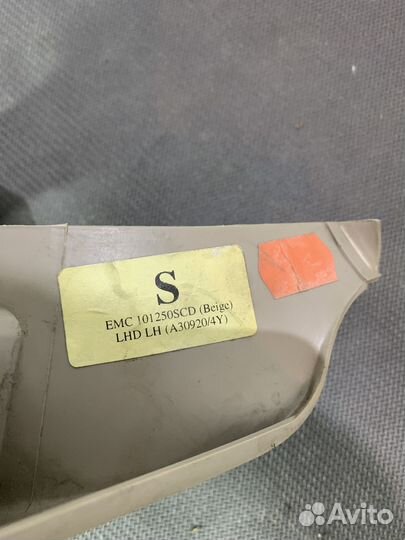 S
EMC 101250SCD (Beige)
LHD LH (A30920/4Y)
Avito